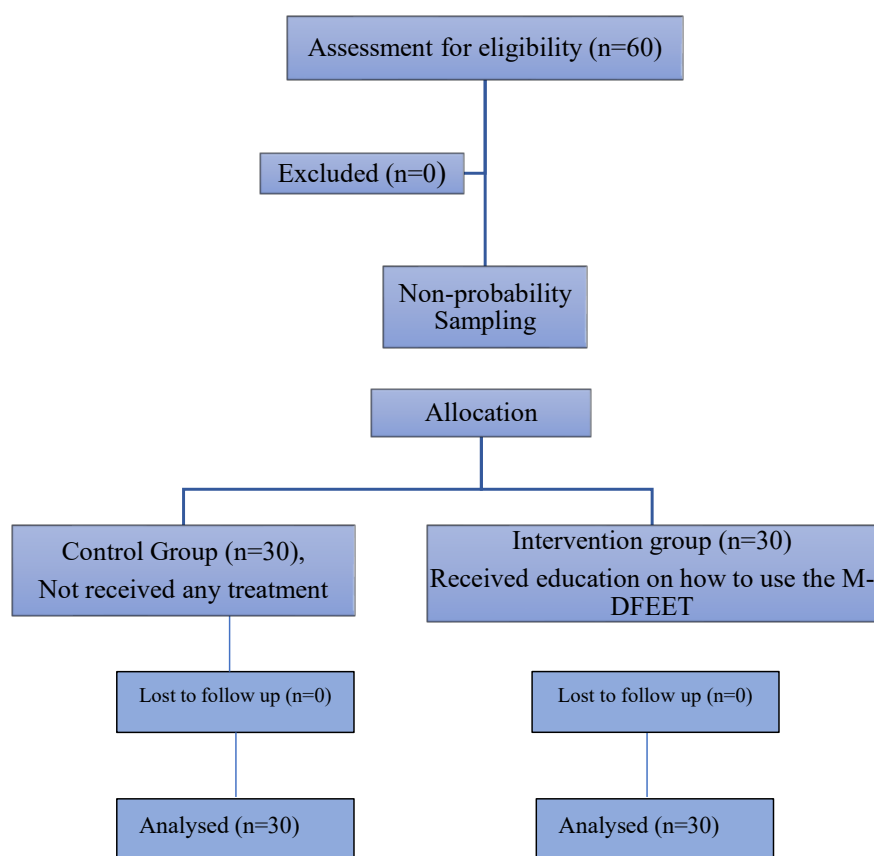 Assessment for eligibility (n=60)
Excluded (n=0)
Non-probability
Sampling
Allocation
Control Group (n=30),
Not received any treatment
Intervention group (n=30)
Received education on how to use the M-
DFEET
Lost to follow up (n=0)
Lost to follow up (n=0)
Analysed (n=30)
Analysed (n=30)